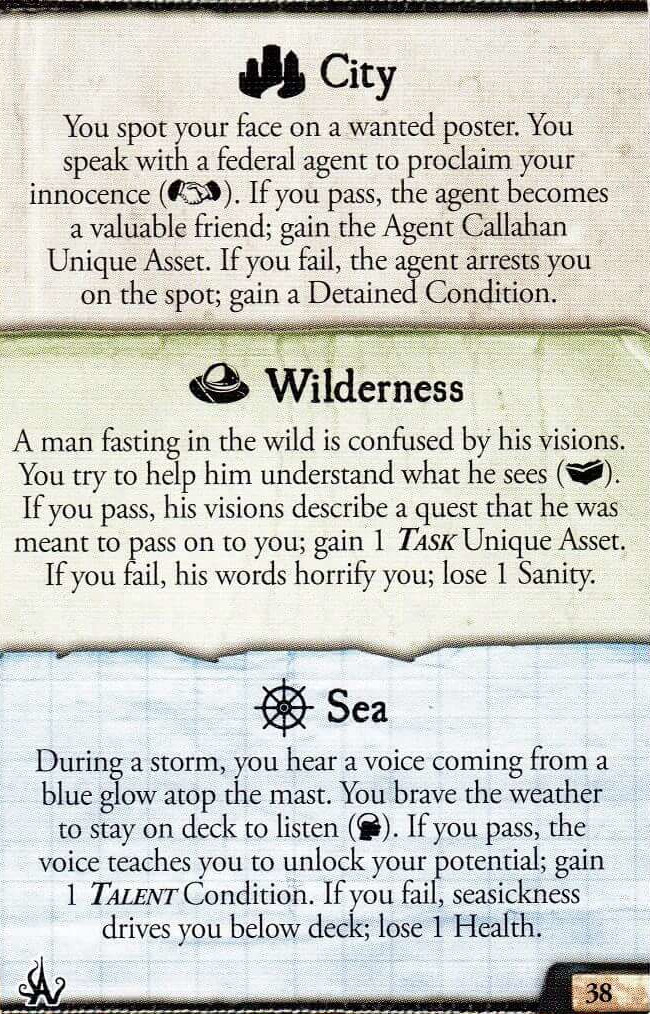 City
You spot your face on a wanted poster. You
speak with a federal agent to proclaim your
innocence ( ). If you pass, the agent becomes
a valuable friend; gain the Agent Callahan
Unique Asset. If you fail, the agent arrests you
on the spot; gain a Detained Condition.
Wilderness
A man fasting in the wild is confused by his visions.
You try to help him understand what he sees ( ).
If you pass, his visions describe a quest that he was
meant to pass on to you; gain 1 TASK Unique Asset.
If you fail, his words horrify you; lose 1 Sanity.
Sea
During a storm, you hear a voice coming from a
blue glow atop the mast. You brave the weather
to stay on deck to listen ( ). If you pass, the
voice teaches you to unlock your potential; gain
1 TALENT Condition. If you fail, seasickness
drives you below deck; lose 1 Health.
38